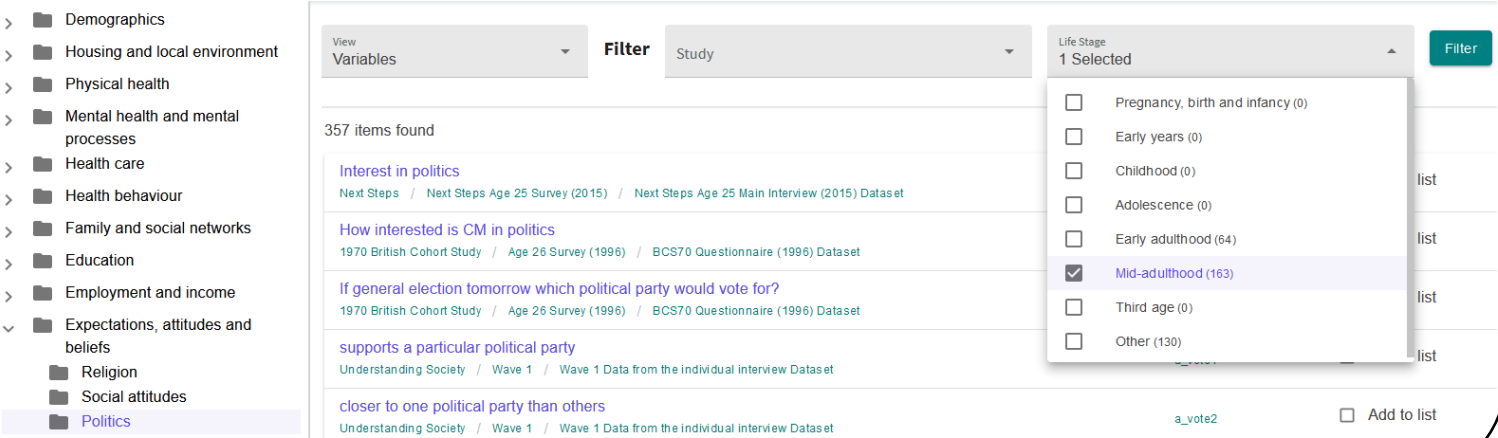 Demographics
Housing and local environment
Physical health
Mental health and mental
processes
Health care
Health behaviour
Family and social networks
Education
Employment and income
Expectations, attitudes and
beliefs
Religion
Social attitudes
Politics
View
Variables
Filter
Study
Life Stage
1 Selected
Filter
Pregnancy, birth and infancy (0)
Early years (0)
Childhood (0)
Adolescence (0)
Early adulthood (64)
Mid-adulthood (163)
Third age (0)
Other (130)
357 items found
Interest in politics
Next Steps / Next Steps Age 25 Survey (2015) / Next Steps Age 25 Main Interview (2015) Dataset
list
How interested is CM in politics
1970 British Cohort Study / Age 26 Survey (1996) / BCS70 Questionnaire (1996) Dataset
list
If general election tomorrow which political party would vote for?
1970 British Cohort Study / Age 26 Survey (1996) / BCS70 Questionnaire (1996) Dataset
list
supports a particular political party
Understanding Society / Wave 1 / Wave 1 Data from the individual interview Dataset
list
closer to one political party than others
Understanding Society / Wave 1 / Wave 1 Data from the individual interview Dataset
a_vote2
Add to list